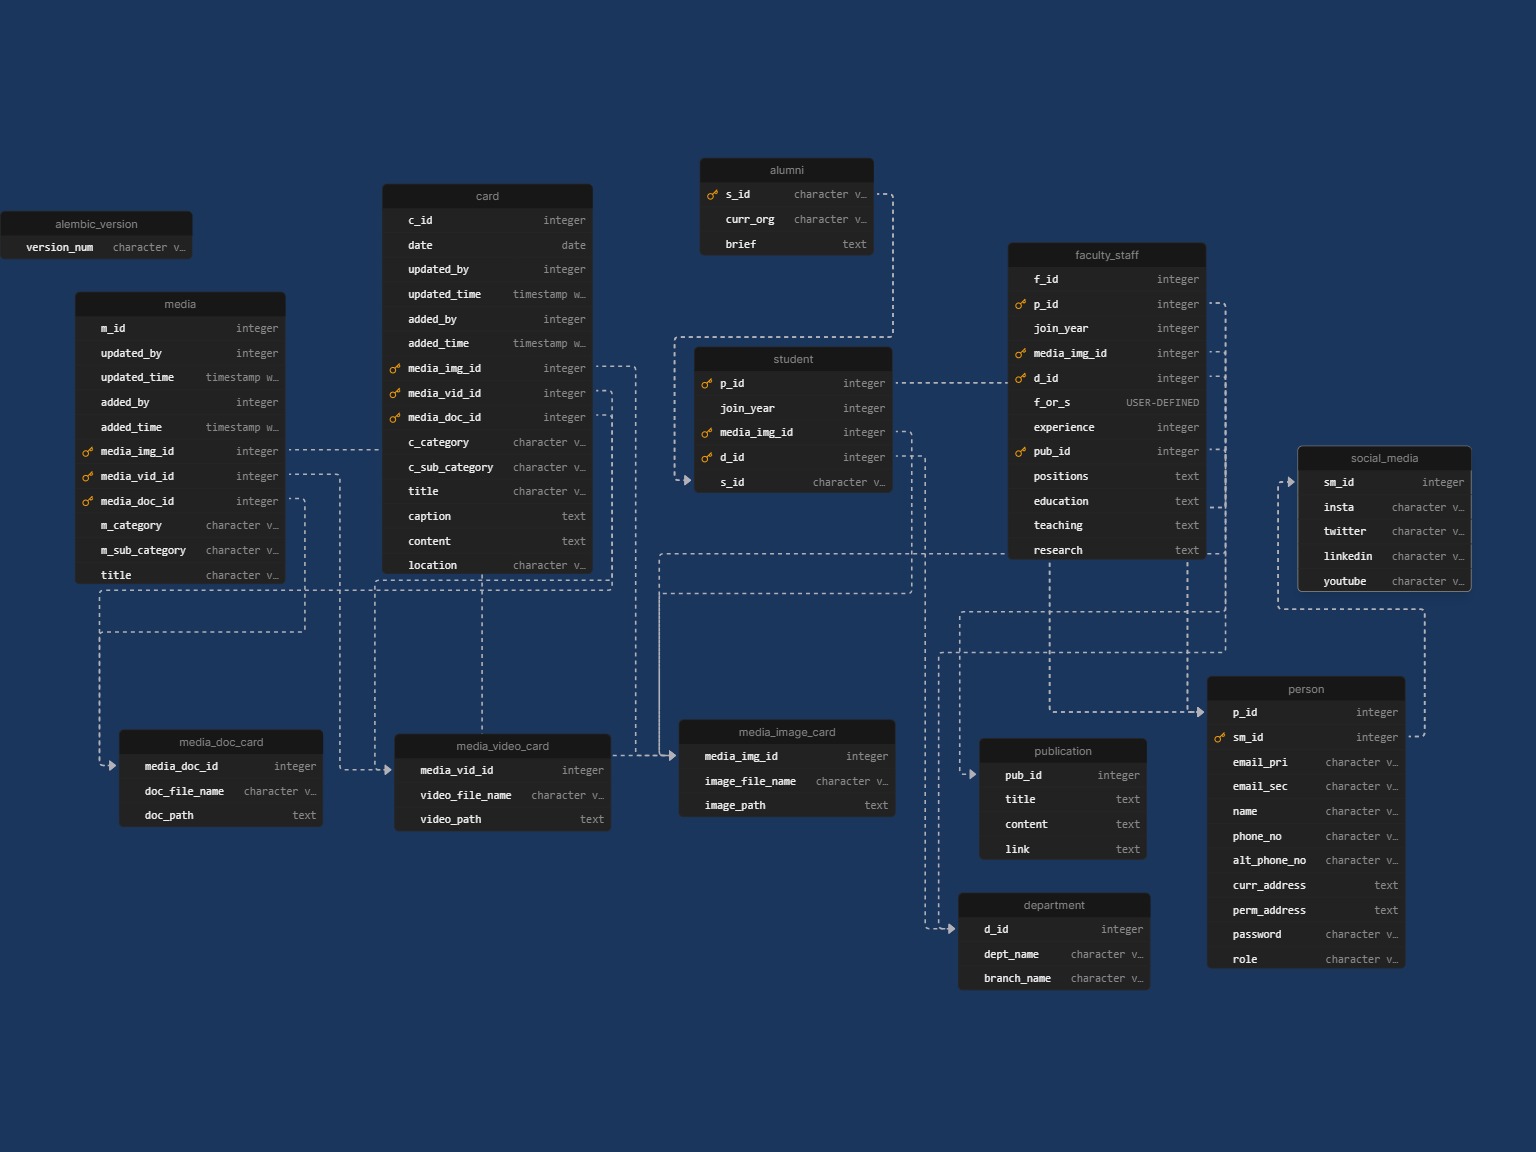 alembic_version
version_num character v…
media
m_id integer
updated_by integer
updated_time timestamp w…
added_by integer
added_time timestamp w…
media_img_id integer
media_vid_id integer
media_doc_id integer
m_category character v…
m_sub_category character v…
title character v…
card
c_id integer
date date
updated_by integer
updated_time timestamp w…
added_by integer
added_time timestamp w…
media_img_id integer
media_vid_id integer
media_doc_id integer
c_category character v…
c_sub_category character v…
title character v…
caption text
content text
location character v…
alumni
s_id character v…
curr_org character v…
brief text
student
p_id integer
join_year integer
media_img_id integer
d_id integer
s_id character v…
faculty_staff
f_id integer
p_id integer
join_year integer
media_img_id integer
d_id integer
f_or_s USER-DEFINED
experience integer
pub_id integer
positions text
education text
teaching text
research text
social_media
sm_id integer
insta character v…
twitter character v…
linkedin character v…
youtube character v…
media_doc_card
media_doc_id integer
doc_file_name character v…
doc_path text
media_video_card
media_vid_id integer
video_file_name character v…
video_path text
media_image_card
media_img_id integer
image_file_name character v…
image_path text
publication
pub_id integer
title text
content text
link text
department
d_id integer
dept_name character v…
branch_name character v…
person
p_id integer
sm_id integer
email_pri character v…
email_sec character v…
name character v…
phone_no character v…
alt_phone_no character v…
curr_address text
perm_address text
password character v…
role character v…